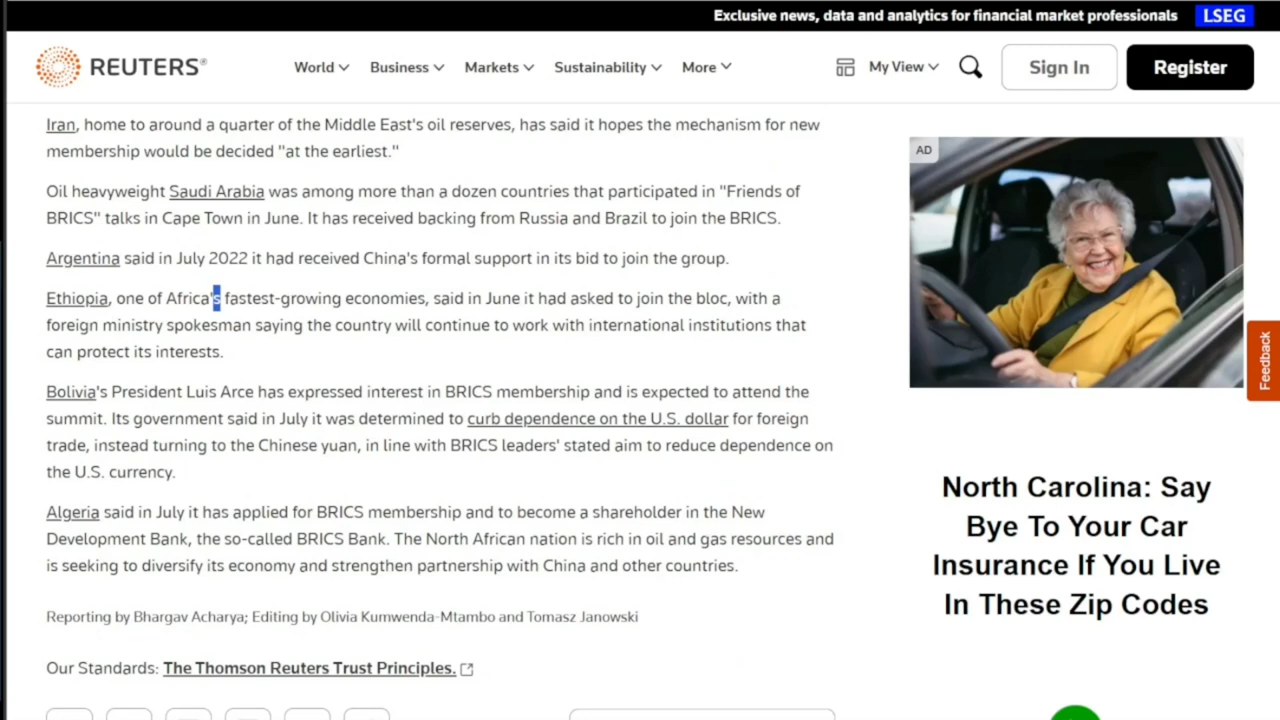 Exclusive news, data and analytics for financial market professionals LSEG
REUTERS®
World Business Markets Sustainability More My View Sign In Register
Iran, home to around a quarter of the Middle East's oil reserves, has said it hopes the mechanism for new
membership would be decided "at the earliest."
Oil heavyweight Saudi Arabia was among more than a dozen countries that participated in "Friends of
BRICS" talks in Cape Town in June. It has received backing from Russia and Brazil to join the BRICS.
Argentina said in July 2022 it had received China's formal support in its bid to join the group.
Ethiopia, one of Africa's fastest-growing economies, said in June it had asked to join the bloc, with a
foreign ministry spokesman saying the country will continue to work with international institutions that
can protect its interests.
Bolivia's President Luis Arce has expressed interest in BRICS membership and is expected to attend the
summit. Its government said in July it was determined to curb dependence on the U.S. dollar for foreign
trade, instead turning to the Chinese yuan, in line with BRICS leaders' stated aim to reduce dependence on
the U.S. currency.
Algeria said in July it has applied for BRICS membership and to become a shareholder in the New
Development Bank, the so-called BRICS Bank. The North African nation is rich in oil and gas resources and
is seeking to diversify its economy and strengthen partnership with China and other countries.
Reporting by Bhargav Acharya; Editing by Olivia Kumwenda-Mtambo and Tomasz Janowski
Our Standards: The Thomson Reuters Trust Principles.
AD
North Carolina: Say
Bye To Your Car
Insurance If You Live
In These Zip Codes
Feedback